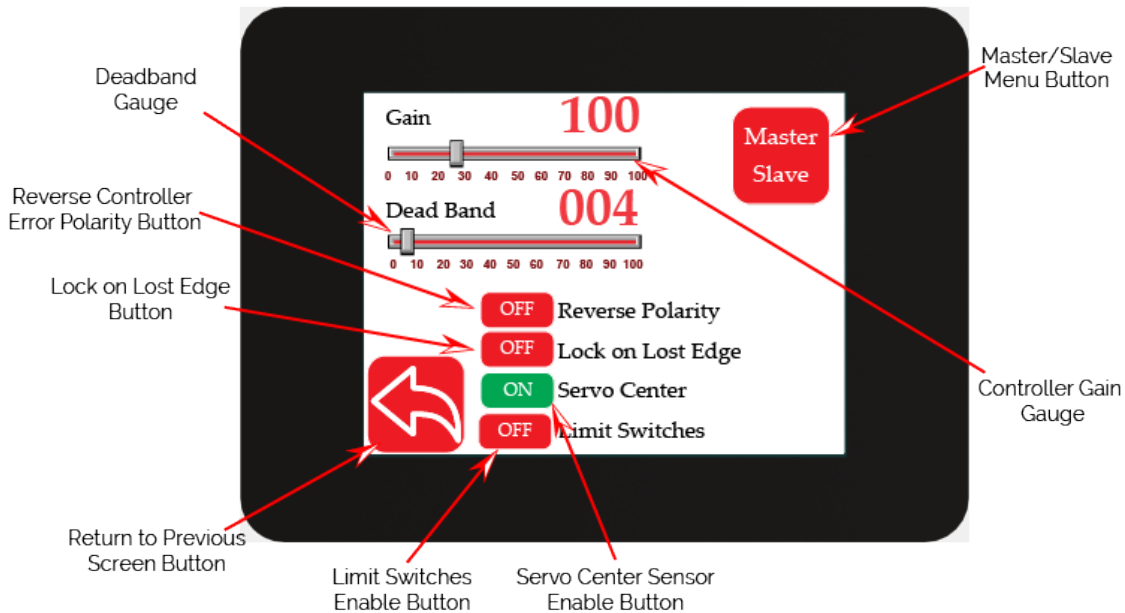 Deadband
Gauge
Master/Slave
Menu Button
Gain
100
Master
Slave
0 10 20 30 40 50 60 70 80 90 100
Reverse Controller
Error Polarity Button
Dead Band
004
0 10 20 30 40 50 60 70 80 90 100
Lock on Lost Edge
Button
OFF Reverse Polarity
OFF Lock on Lost Edge
ON Servo Center
OFF Limit Switches
Controller Gain
Gauge
Return to Previous
Screen Button
Limit Switches
Enable Button
Servo Center Sensor
Enable Button